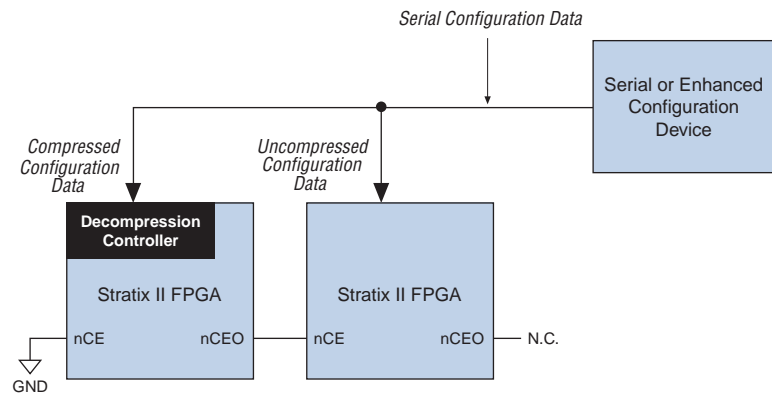 Serial Configuration Data
Serial or Enhanced
Configuration
Device
Compressed
Configuration
Data
Uncompressed
Configuration
Data
Decompression
Controller
Stratix II FPGA
Stratix II FPGA
nCE
nCEO
nCE
nCEO
N.C.
GND